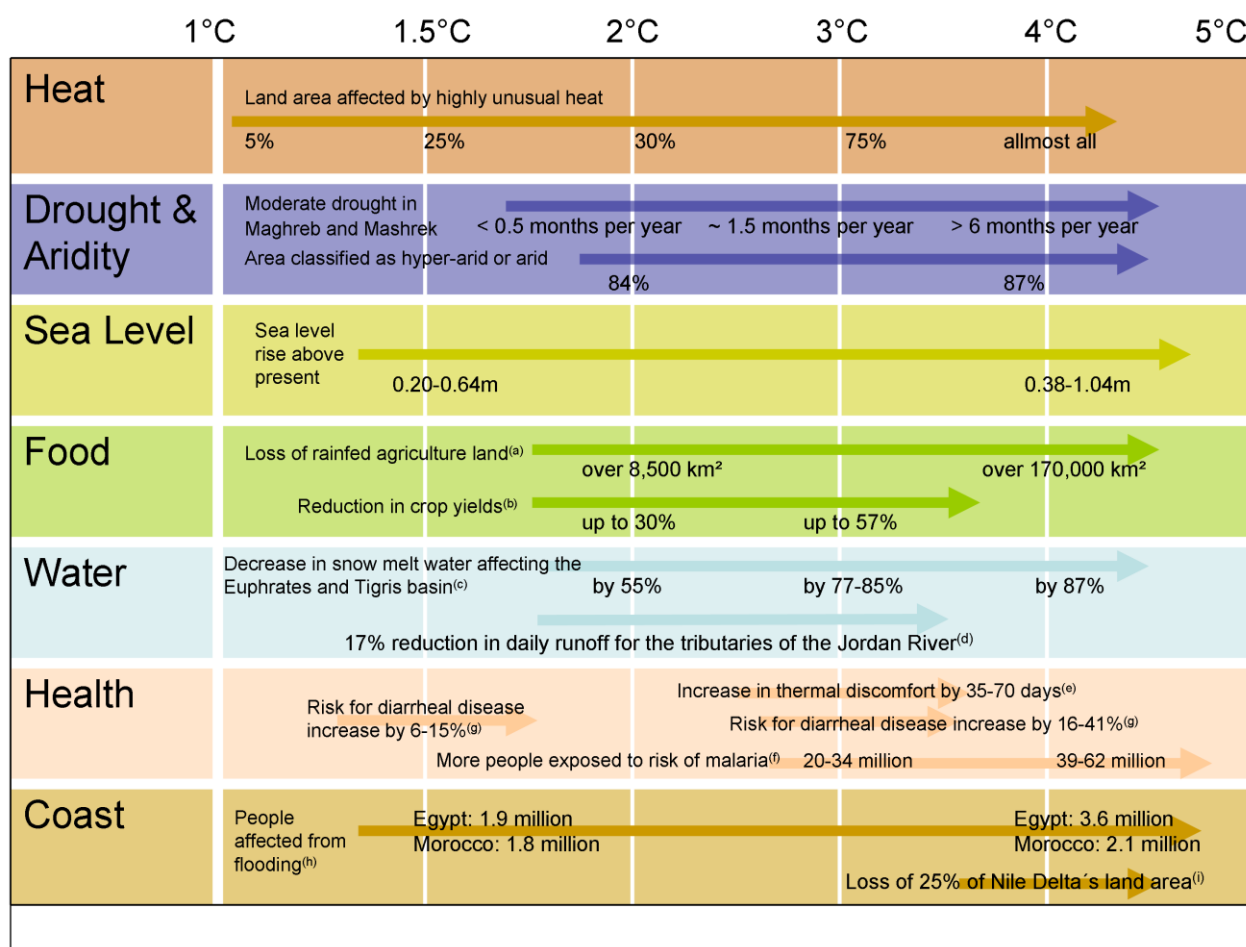 1°C 1.5°C 2°C 3°C 4°C 5°C
Heat
Land area affected by highly unusual heat
5% 25% 30% 75% allmost all
Drought &
Aridity
Moderate drought in
Maghreb and Mashrek
< 0.5 months per year ~ 1.5 months per year > 6 months per year
Area classified as hyper-arid or arid
84% 87%
Sea Level
Sea level
rise above
present
0.20-0.64m 0.38-1.04m
Food
Loss of rainfed agriculture land(a)
over 8,500 km² over 170,000 km²
Reduction in crop yields(b)
up to 30% up to 57%
Water
Decrease in snow melt water affecting the
Euphrates and Tigris basin(c)
by 55% by 77-85% by 87%
17% reduction in daily runoff for the tributaries of the Jordan River(d)
Health
Risk for diarrheal disease
increase by 6-15%(g)
Increase in thermal discomfort by 35-70 days(e)
Risk for diarrheal disease increase by 16-41%(g)
More people exposed to risk of malaria(f) 20-34 million 39-62 million
Coast
People
affected from
flooding(h)
Egypt: 1.9 million
Morocco: 1.8 million
Egypt: 3.6 million
Morocco: 2.1 million
Loss of 25% of Nile Delta´s land area(i)